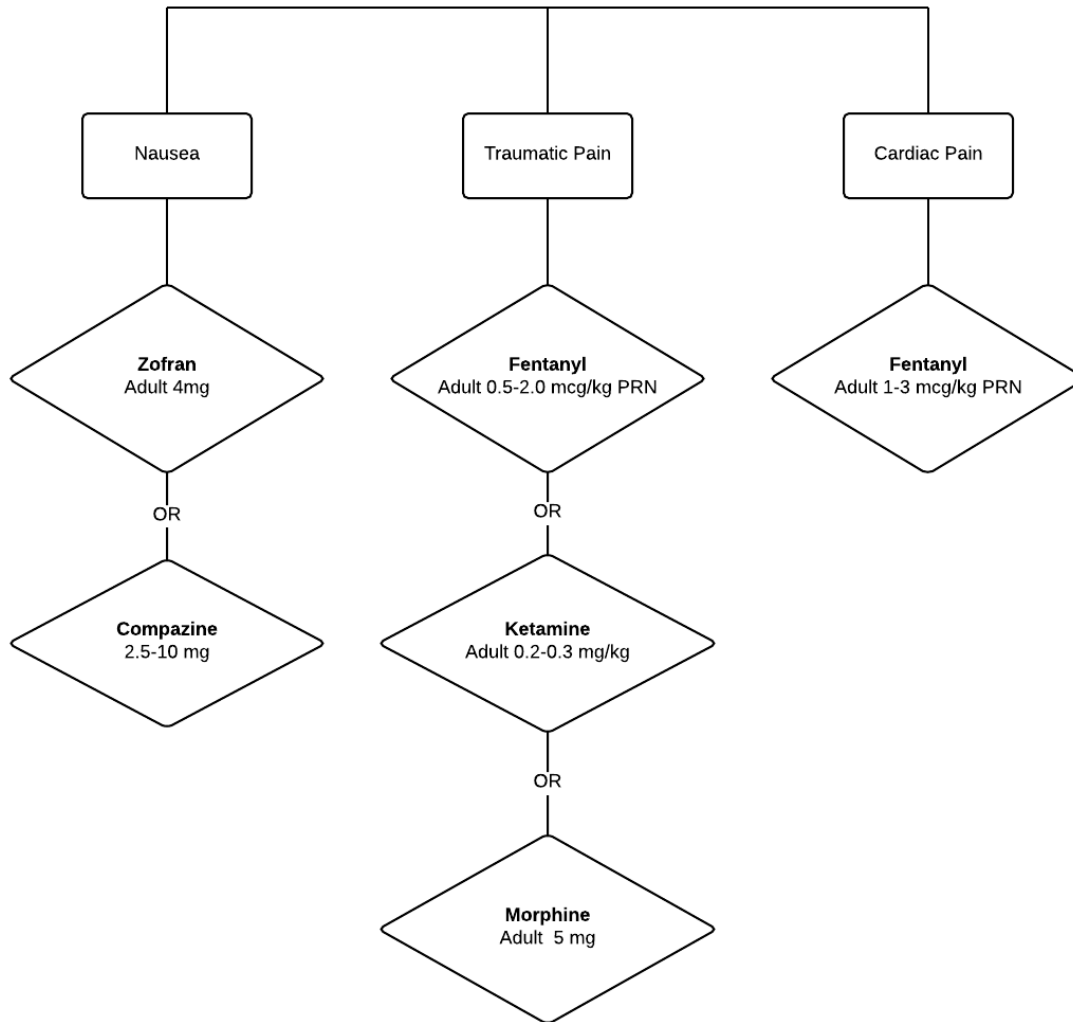 Nausea
Traumatic Pain
Cardiac Pain
Zofran
Adult 4mg
OR
Compazine
2.5-10 mg
Fentanyl
Adult 0.5-2.0 mcg/kg PRN
OR
Ketamine
Adult 0.2-0.3 mg/kg
OR
Morphine
Adult  5 mg
Fentanyl
Adult 1-3 mcg/kg PRN